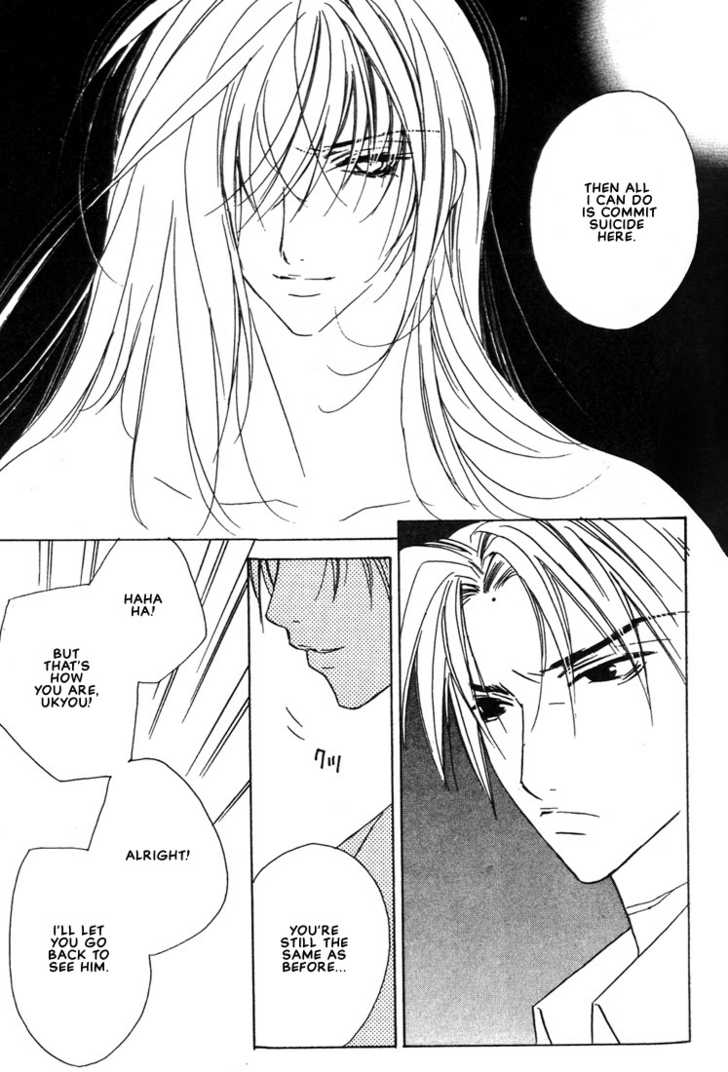 THEN ALL
I CAN DO
IS COMMIT
SUICIDE
HERE.
クスッ
YOU'RE
STILL THE
SAME AS
BEFORE...
HAHA
HA!
BUT
THAT'S
HOW
YOU ARE,
UKYOU!
ALRIGHT!
I'LL LET
YOU GO
BACK TO
SEE HIM.